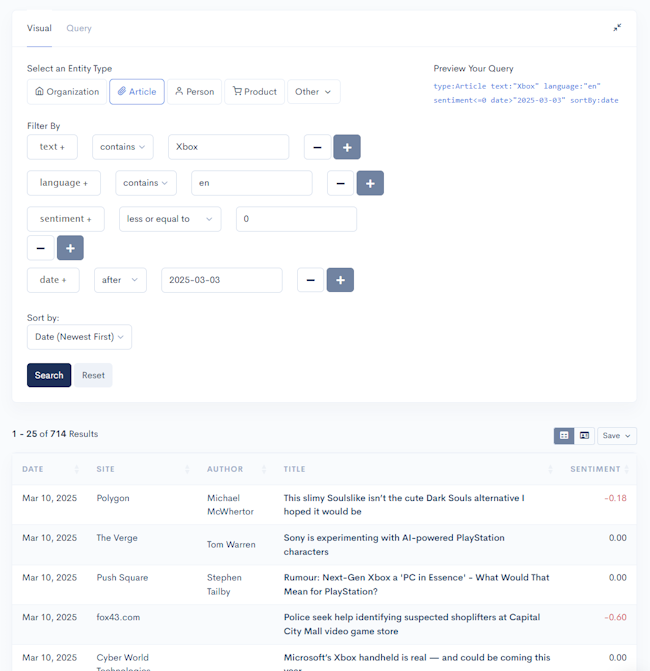 Visual Query
Select an Entity Type
Organization Article Person Product Other
Preview Your Query
type:Article text:"Xbox" language:"en"
sentiment<=0 date>"2025-03-03" sortBy:date
Filter By
text + contains Xbox − +
language + contains en − +
sentiment + less or equal to 0
− +
date + after 2025-03-03 − +
Sort by:
Date (Newest First)
Search Reset
1 - 25 of 714 Results
Save
DATE SITE AUTHOR TITLE SENTIMENT
Mar 10, 2025 Polygon Michael McWhertor This slimy Soulslike isn't the cute Dark Souls alternative I
hoped it would be -0.18
Mar 10, 2025 The Verge Tom Warren Sony is experimenting with AI-powered PlayStation
characters 0.00
Mar 10, 2025 Push Square Stephen Tailby Rumour: Next-Gen Xbox a 'PC in Essence' - What Would That
Mean for PlayStation? 0.00
Mar 10, 2025 fox43.com Police seek help identifying suspected shoplifters at Capital
City Mall video game store -0.60
Mar 10, 2025 Cyber World Technologies Microsoft's Xbox handheld is real — and could be coming this
year 0.00